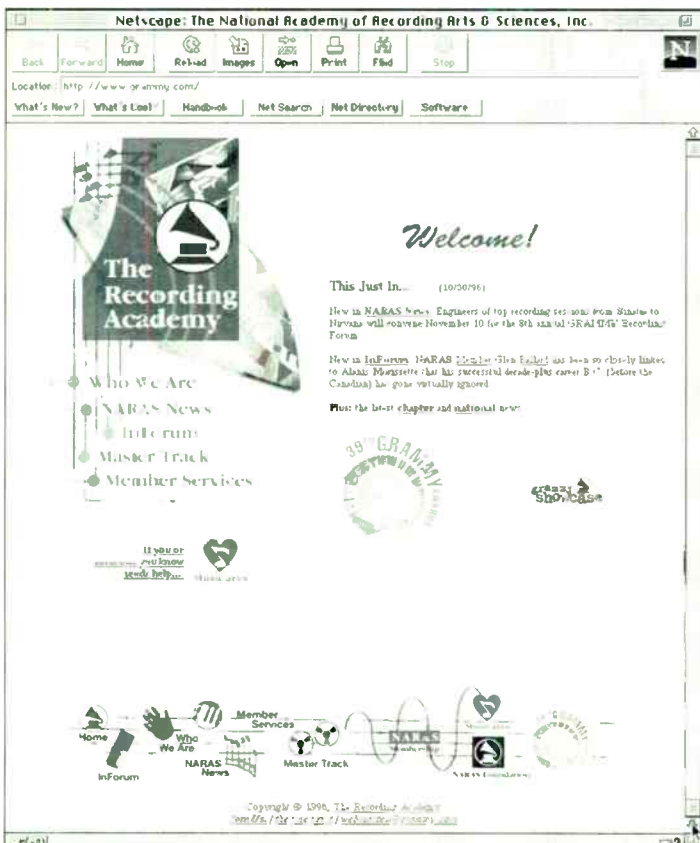 Netscape: The National Academy of Recording Arts & Sciences, Inc.
Back Forward Home Reload Images Open Print Find Stop
N
Location: http://www.grammy.com/
What's New? What's Cool? Handbook Net Search Net Directory Software
The
Recording
Academy
Who We Are
NARAS News
InForum
Master Track
Member Services
Welcome!
This Just In... (10/30/96)
New in NARAS News: Engineers of top recording sessions from Sinatra to
Nirvana will convene November 10 for the 8th annual GRAMMY Recording
Forum
New in InForum: NARAS Member Glen Ballard has been so closely linked
to Alanis Morissette that his successful decade-plus career B.C. (Before the
Canadian) has gone virtually ignored
Plus: the latest chapter and national news
39TH GRAMMY
grammy
showcase
If you or
you know
needs help...
Home
InForum
Who
We Are
Member
Services
NARAS
News
Master Track
NARAS
Membership
NARAS Foundation
39TH GRAMMY
Copyright © 1996, The Recording Academy